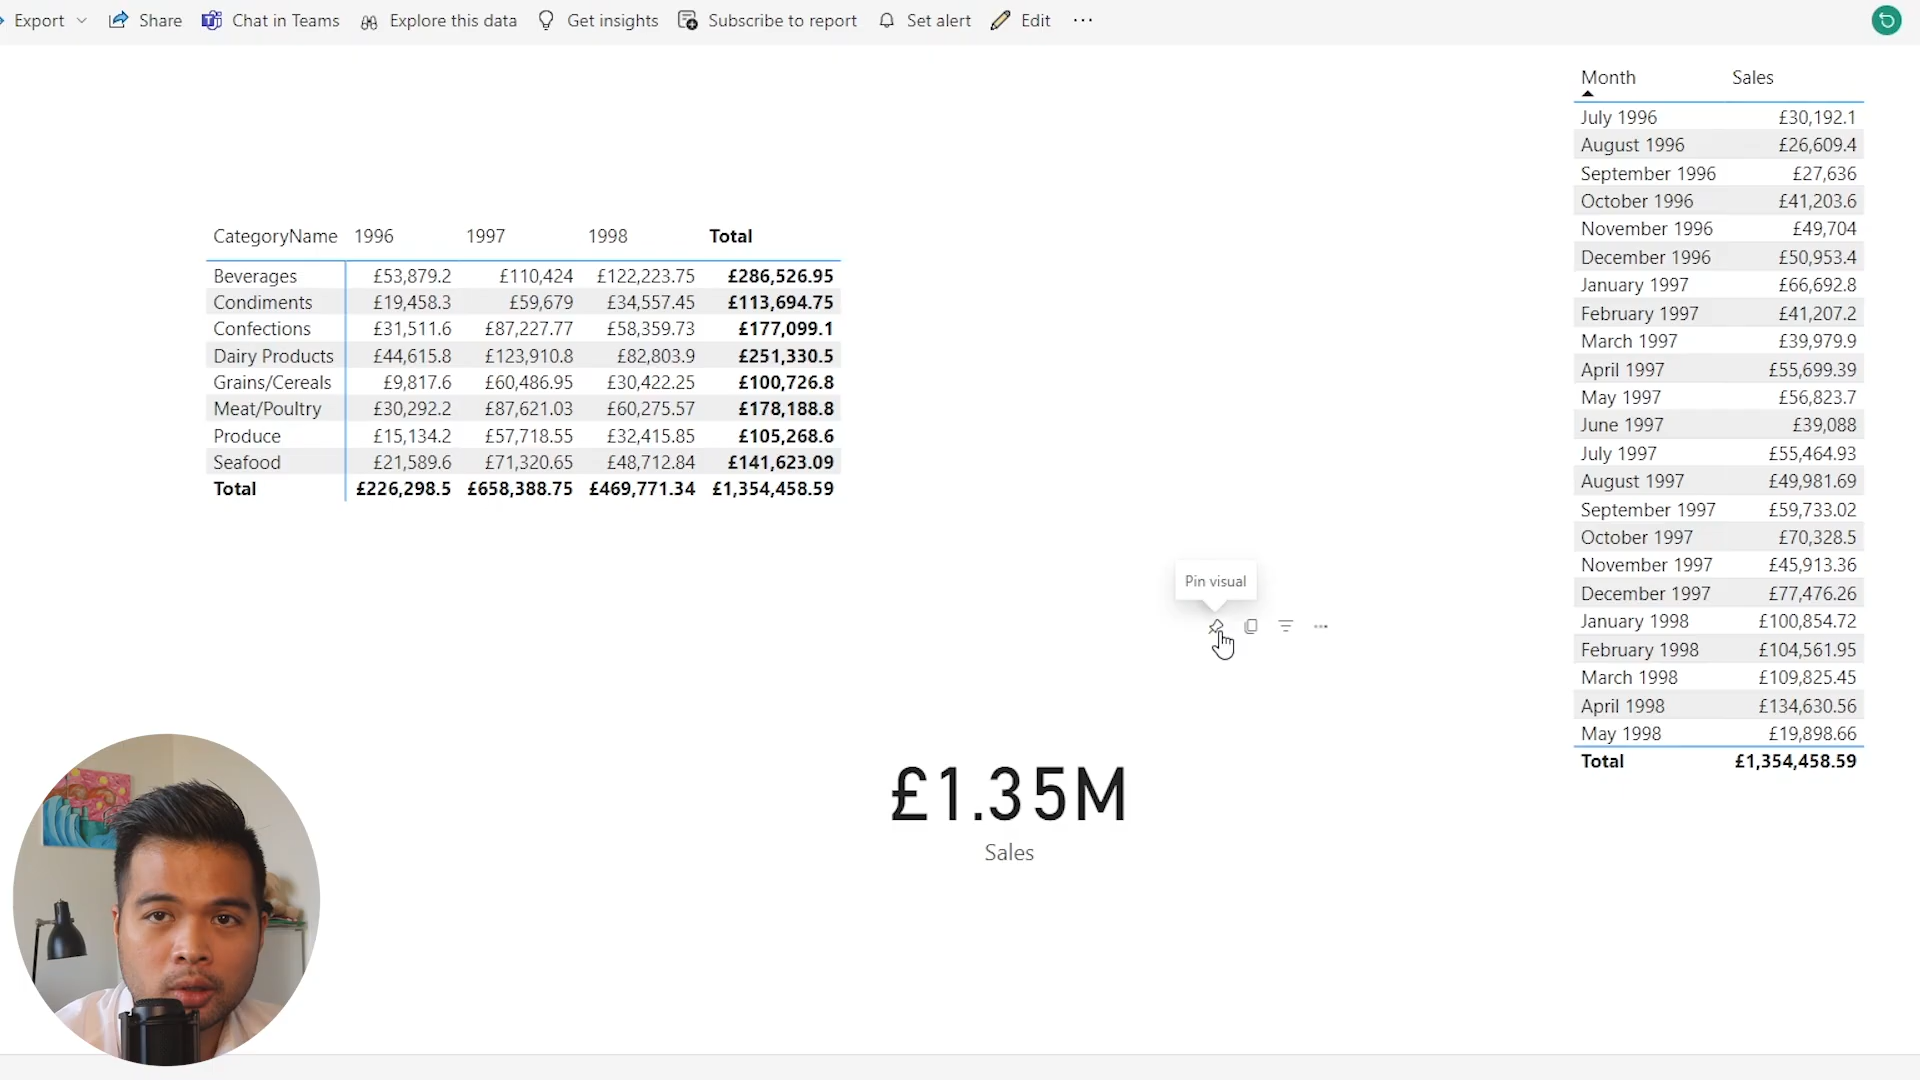 Export Share Chat in Teams Explore this data Get insights Subscribe to report Set alert Edit ...
CategoryName 1996 1997 1998 Total
Beverages £53,879.2 £110,424 £122,223.75 £286,526.95
Condiments £19,458.3 £59,679 £34,557.45 £113,694.75
Confections £31,511.6 £87,227.77 £58,359.73 £177,099.1
Dairy Products £44,615.8 £123,910.8 £82,803.9 £251,330.5
Grains/Cereals £9,817.6 £60,486.95 £30,422.25 £100,726.8
Meat/Poultry £30,292.2 £87,621.03 £60,275.57 £178,188.8
Produce £15,134.2 £57,718.55 £32,415.85 £105,268.6
Seafood £21,589.6 £71,320.65 £48,712.84 £141,623.09
Total £226,298.5 £658,388.75 £469,771.34 £1,354,458.59
Pin visual
£1.35M
Sales
Month Sales
July 1996 £30,192.1
August 1996 £26,609.4
September 1996 £27,636
October 1996 £41,203.6
November 1996 £49,704
December 1996 £50,953.4
January 1997 £66,692.8
February 1997 £41,207.2
March 1997 £39,979.9
April 1997 £55,699.39
May 1997 £56,823.7
June 1997 £39,088
July 1997 £55,464.93
August 1997 £49,981.69
September 1997 £59,733.02
October 1997 £70,328.5
November 1997 £45,913.36
December 1997 £77,476.26
January 1998 £100,854.72
February 1998 £104,561.95
March 1998 £109,825.45
April 1998 £134,630.56
May 1998 £19,898.66
Total £1,354,458.59